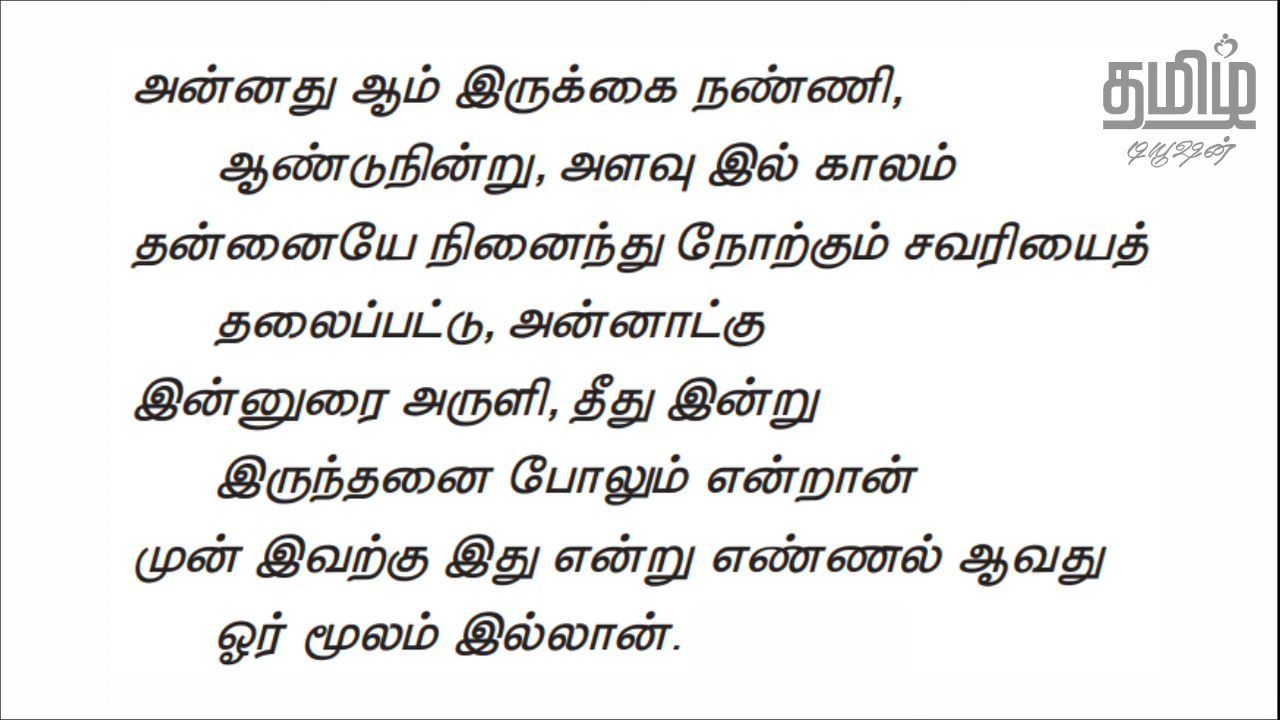 தமிழ்
டியூஷன்
அன்னது ஆம் இருக்கை நண்ணி,
ஆண்டுநின்று, அளவு இல் காலம்
தன்னையே நினைந்து நோற்கும் சவரியைத்
தலைப்பட்டு, அன்னாட்கு
இன்னுரை அருளி, தீது இன்று
இருந்தனை போலும் என்றான்
முன் இவற்கு இது என்று எண்ணல் ஆவது
ஓர் மூலம் இல்லான்.